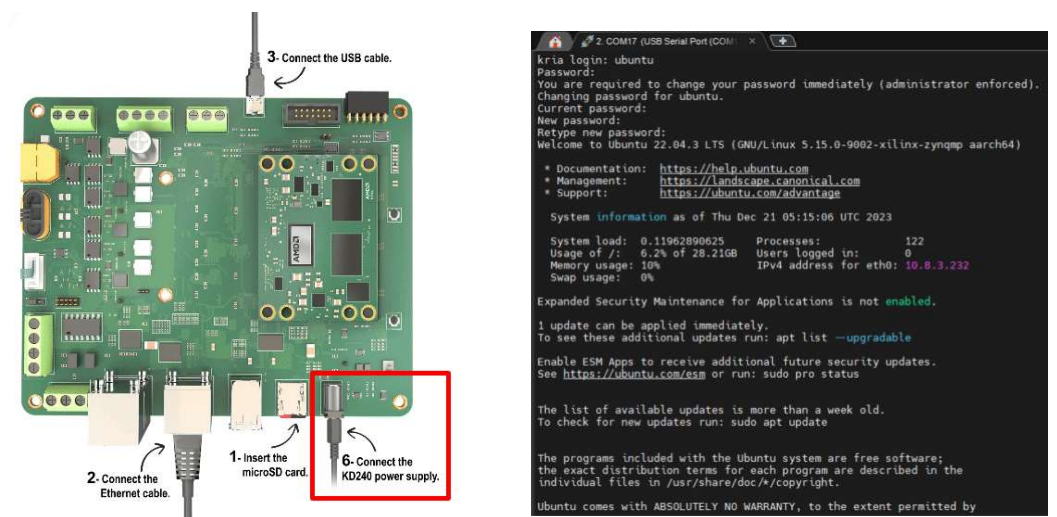 3- Connect the USB cable.
AMD
2- Connect the
Ethernet cable.
1- Insert the
microSD card.
6- Connect the
KD240 power supply.
2. COM17 (USB Serial Port (COM
kria login: ubuntu
Password:
You are required to change your password immediately (administrator enforced).
Changing password for ubuntu.
Current password:
New password:
Retype new password:
Welcome to Ubuntu 22.04.3 LTS (GNU/Linux 5.15.0-9002-xilinx-zynqmp aarch64)
* Documentation: https://help.ubuntu.com
* Management: https://landscape.canonical.com
* Support: https://ubuntu.com/advantage
System information as of Thu Dec 21 05:15:06 UTC 2023
System load: 0.11962890625 Processes: 122
Usage of /: 6.2% of 28.21GB Users logged in: 0
Memory usage: 10% IPv4 address for eth0: 10.8.3.232
Swap usage: 0%
Expanded Security Maintenance for Applications is not enabled.
1 update can be applied immediately.
To see these additional updates run: apt list --upgradable
Enable ESM Apps to receive additional future security updates.
See https://ubuntu.com/esm or run: sudo pro status
The list of available updates is more than a week old.
To check for new updates run: sudo apt update
The programs included with the Ubuntu system are free software;
the exact distribution terms for each program are described in the
individual files in /usr/share/doc/*/copyright.
Ubuntu comes with ABSOLUTELY NO WARRANTY, to the extent permitted by